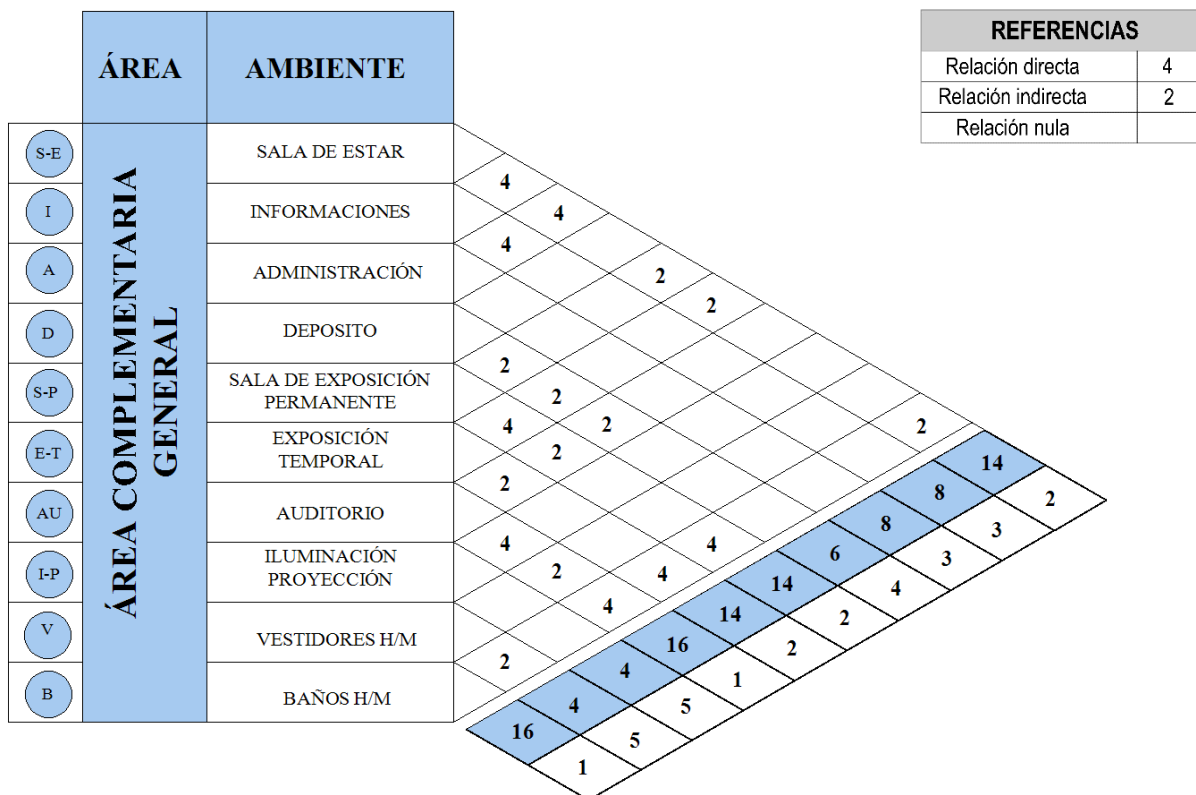 ÁREA AMBIENTE
REFERENCIAS
Relación directa 4
Relación indirecta 2
Relación nula
ÁREA COMPLEMENTARIA
GENERAL
S-E SALA DE ESTAR
I INFORMACIONES
A ADMINISTRACIÓN
D DEPOSITO
S-P SALA DE EXPOSICIÓN
PERMANENTE
E-T EXPOSICIÓN
TEMPORAL
AU AUDITORIO
I-P ILUMINACIÓN
PROYECCIÓN
V VESTIDORES H/M
B BAÑOS H/M
4
4
4
2
2
2
2
4 2 2
2
2
4 4
2 4
4
2
14 2
8 3
8 3
6 4
14 2
14 2
16 1
4 5
4 5
16 1